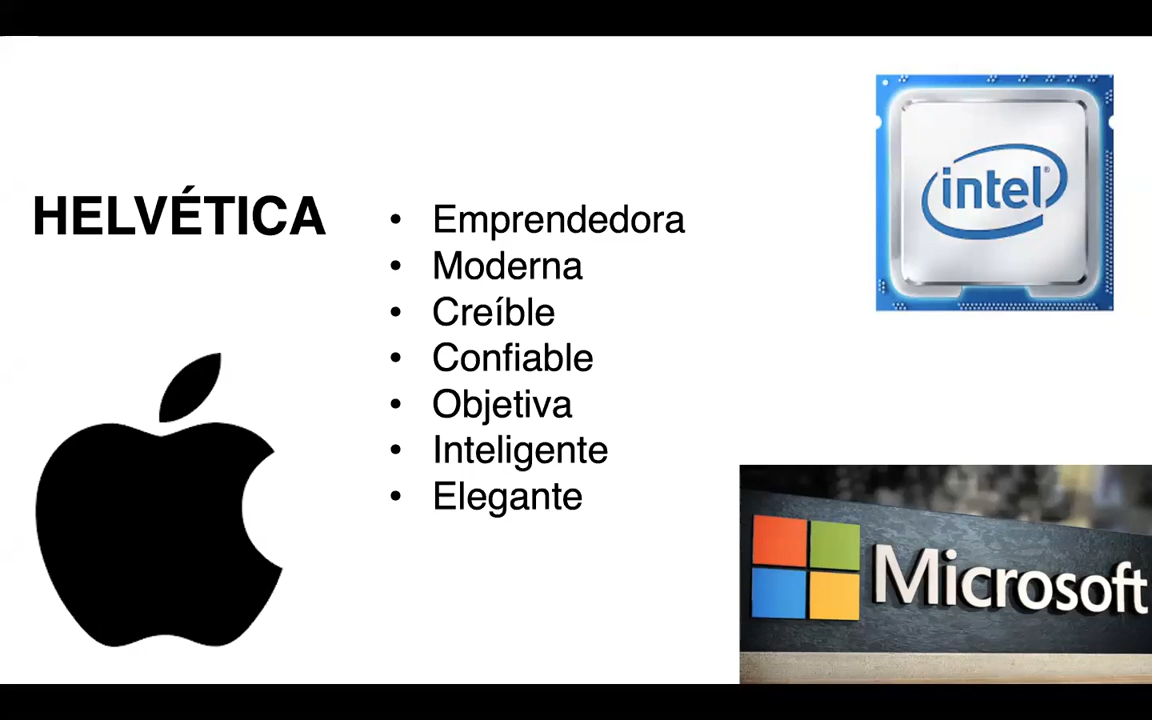 HELVÉTICA
• Emprendedora
• Moderna
• Creíble
• Confiable
• Objetiva
• Inteligente
• Elegante
intel®
Microsoft